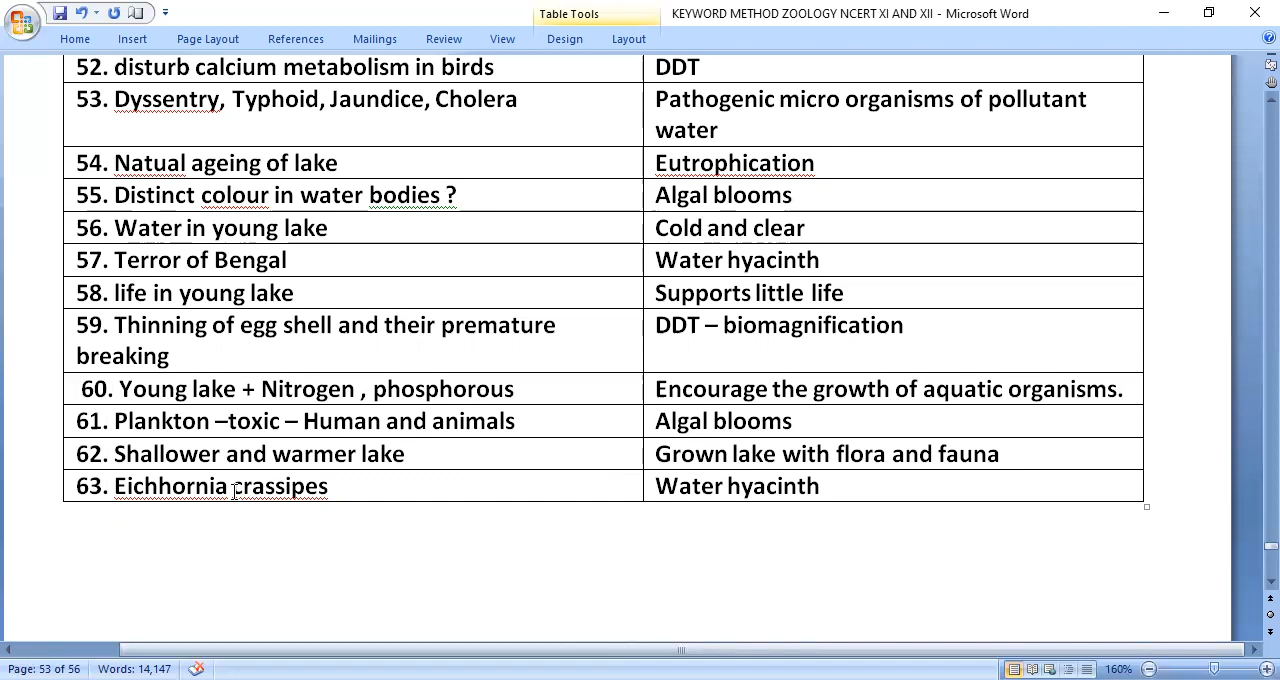 Table Tools
KEYWORD METHOD ZOOLOGY NCERT XI AND XII - Microsoft Word
Home Insert Page Layout References Mailings Review View Design Layout
52. disturb calcium metabolism in birds DDT
53. Dyssentry, Typhoid, Jaundice, Cholera Pathogenic micro organisms of pollutant
water
54. Natual ageing of lake Eutrophication
55. Distinct colour in water bodies ? Algal blooms
56. Water in young lake Cold and clear
57. Terror of Bengal Water hyacinth
58. life in young lake Supports little life
59. Thinning of egg shell and their premature DDT – biomagnification
breaking
60. Young lake + Nitrogen , phosphorous Encourage the growth of aquatic organisms.
61. Plankton –toxic – Human and animals Algal blooms
62. Shallower and warmer lake Grown lake with flora and fauna
63. Eichhornia crassipes Water hyacinth
Page: 53 of 56 Words: 14,147 160%